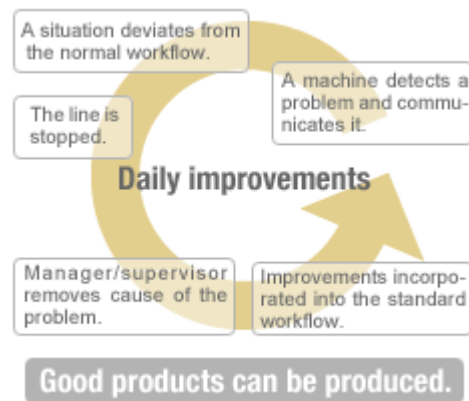 A situation deviates from
the normal workflow.
A machine detects a
problem and commu-
nicates it.
The line is
stopped.
Daily improvements
Manager/supervisor
removes cause of the
problem.
Improvements incorpo-
rated into the standard
workflow.
Good products can be produced.